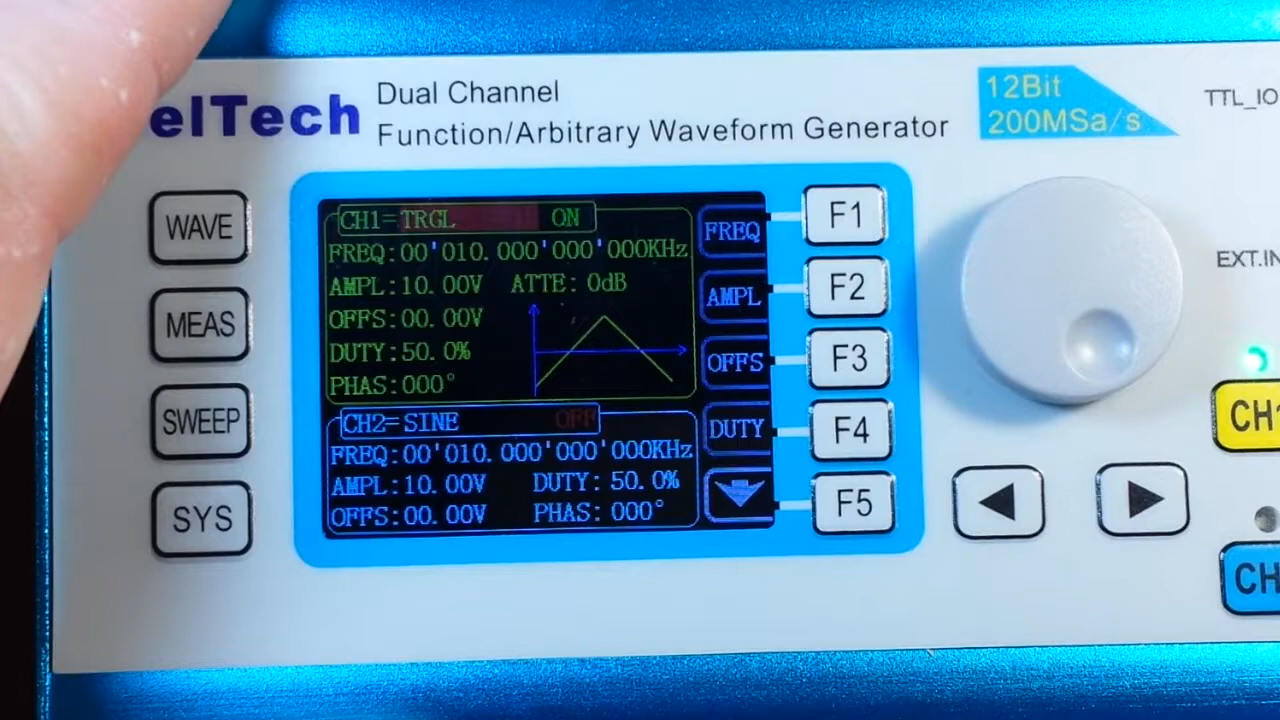 elTech
Dual Channel
Function/Arbitrary Waveform Generator
12Bit
200MSa/s
TTL_IO
WAVE
MEAS
SWEEP
SYS
CH1=TRGL ON
FREQ:00'010.000'000'000KHz
AMPL:10.00V ATTE: 0dB
OFFS:00.00V
DUTY:50.0%
PHAS:000°
CH2=SINE OFF
FREQ:00'010.000'000'000KHz
AMPL:10.00V DUTY:50.0%
OFFS:00.00V PHAS:000°
FREQ
AMPL
OFFS
DUTY
F1
F2
F3
F4
F5
EXT.IN
CH1
CH